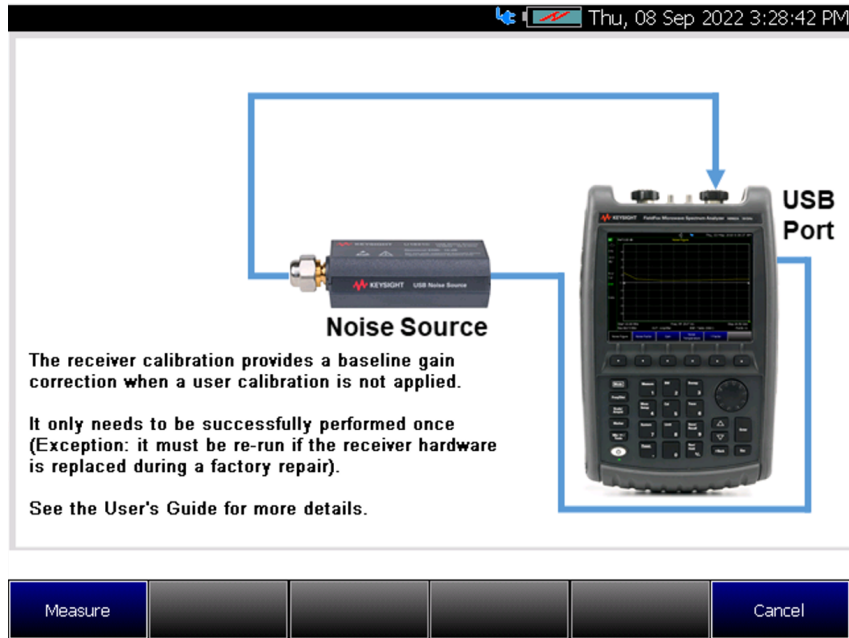 Thu, 08 Sep 2022 3:28:42 PM
USB
Port
KEYSIGHT
KEYSIGHT USB Noise Source
Noise Source
The receiver calibration provides a baseline gain
correction when a user calibration is not applied.
It only needs to be successfully performed once
(Exception: it must be re-run if the receiver hardware
is replaced during a factory repair).
See the User's Guide for more details.
Measure
Cancel